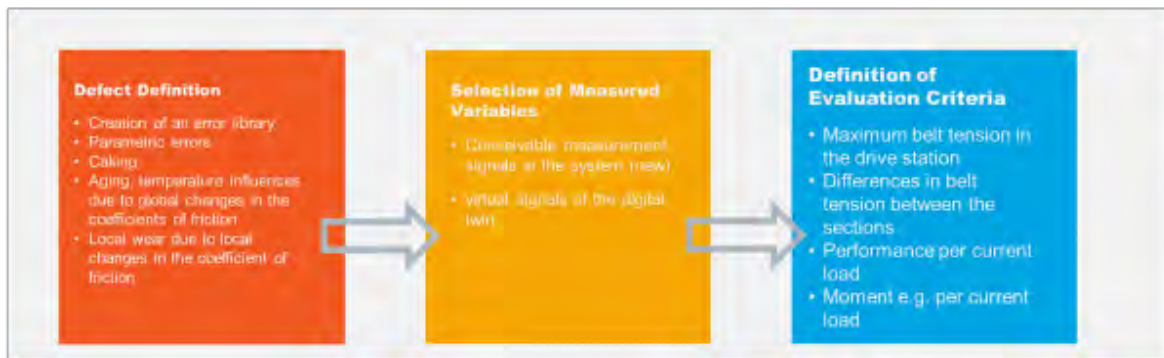 Defect Definition
• Creation of an error library
• Parametric errors
• Caking
• Aging, temperature influences
due to global changes in the
coefficients of friction
• Local wear due to local
changes in the coefficient of
friction
Selection of Measured
Variables
• Conceivable measurement
signals at the system (new)
• virtual signals of the digital
twin
Definition of
Evaluation Criteria
• Maximum belt tension in
the drive station
• Differences in belt
tension between the
sections
• Performance per current
load
• Moment e.g. per current
load